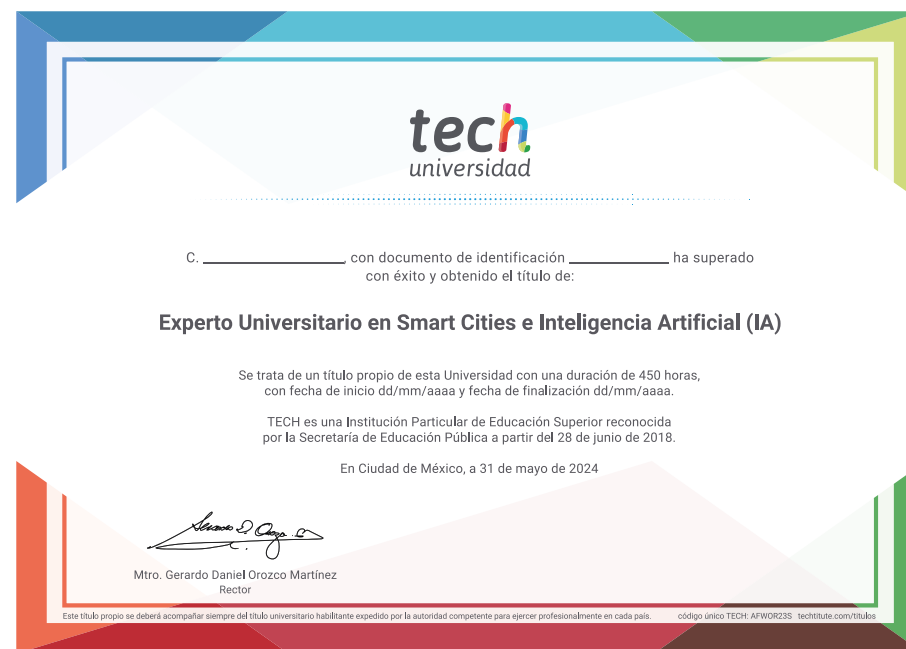 tech
universidad
C. ____________, con documento de identificación ____________ ha superado
con éxito y obtenido el título de:
Experto Universitario en Smart Cities e Inteligencia Artificial (IA)
Se trata de un título propio de esta Universidad con una duración de 450 horas,
con fecha de inicio dd/mm/aaaa y fecha de finalización dd/mm/aaaa.
TECH es una Institución Particular de Educación Superior reconocida
por la Secretaría de Educación Pública a partir del 28 de junio de 2018.
En Ciudad de México, a 31 de mayo de 2024
Mtro. Gerardo Daniel Orozco Martínez
Rector
Este título propio se deberá acompañar siempre del título universitario habilitante expedido por la autoridad competente para ejercer profesionalmente en cada país. código único TECH: AFWOR23S techtitute.com/titulos